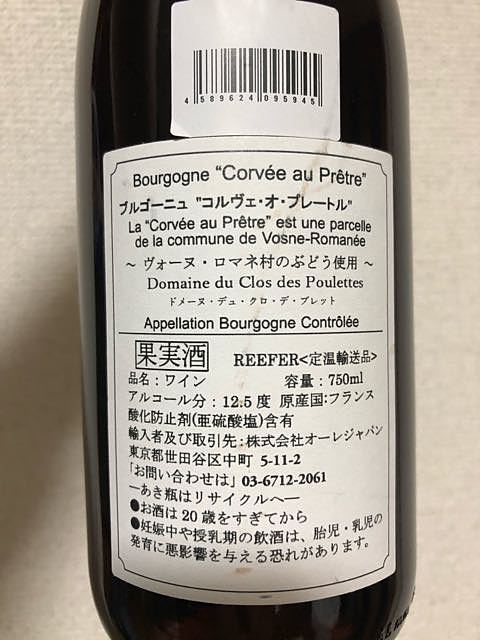 4 589624 095945
Bourgogne "Corvée au Prêtre"
ブルゴーニュ "コルヴェ・オ・プレートル"
La "Corvée au Prêtre" est une parcelle
de la commune de Vosne-Romanée
～ ヴォーヌ・ロマネ村のぶどう使用 ～
Domaine du Clos des Poulettes
ドメーヌ・デュ・クロ・デ・プレット
Appellation Bourgogne Contrôlée
果実酒 REEFER<定温輸送品>
品名：ワイン 容量：750ml
アルコール分：12.5度 原産国:フランス
酸化防止剤(亜硫酸塩)含有
輸入者及び取引先：株式会社オーレジャパン
東京都世田谷区中町 5-11-2
「お問い合わせは」03-6712-2061
―あき瓶はリサイクルへ―
●お酒は20歳をすぎてから
●妊娠中や授乳期の飲酒は、胎児・乳児の
発育に悪影響を与える恐れがあります。